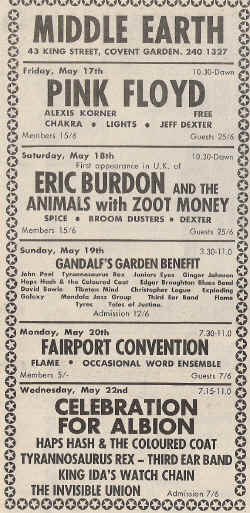 MIDDLE EARTH
43 KING STREET, COVENT GARDEN. 240 1327
Friday, May 17th 10.30-Dawn
PINK FLOYD
ALEXIS KORNER FREE
CHAKRA • LIGHTS • JEFF DEXTER
Members 15/6 Guests 25/6
Saturday, May 18th 10.30-Dawn
First appearance in U.K. of
ERIC BURDON AND THE
ANIMALS with ZOOT MONEY
SPICE • BROOM DUSTERS • DEXTER
Members 15/6 Guests 25/6
Sunday, May 19th 3.30-11.0
GANDALF'S GARDEN BENEFIT
John Peel Tyrannosaurus Rex Juniors Eyes Ginger Johnson
Haps Hash & the Coloured Coat Edgar Broughton Blues Band
David Bowie Tibetan Mind Christopher Logue Exploding
Galaxy Mandala Jazz Group Third Ear Band Flame
Tyres Tales of Justine.
Admission 12/6
Monday, May 20th 7.30-11.0
FAIRPORT CONVENTION
FLAME • OCCASIONAL WORD ENSEMBLE
Members 5/- Guests 7/6
Wednesday, May 22nd 7.15-11.0
CELEBRATION
FOR ALBION
HAPS HASH & THE COLOURED COAT
TYRANNOSAURUS REX – THIRD EAR BAND
KING IDA'S WATCH CHAIN
THE INVISIBLE UNION Admission 7/6